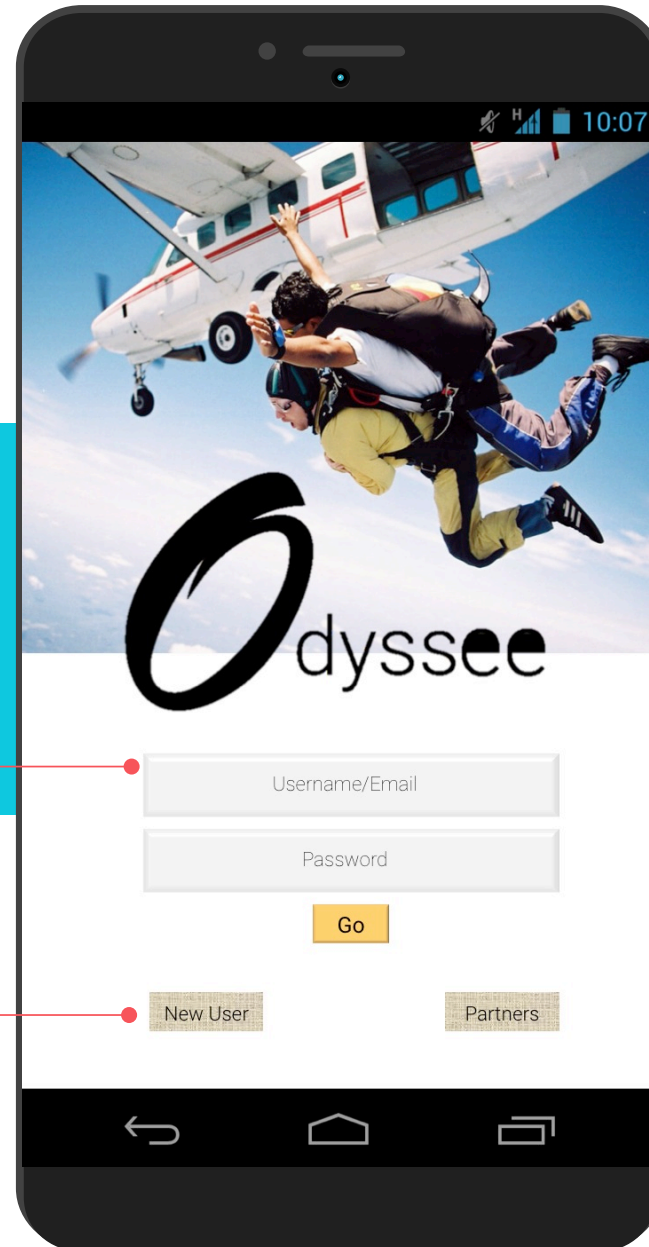 H 10:07
Odyssee
Username/Email
Password
Go
New User Partners